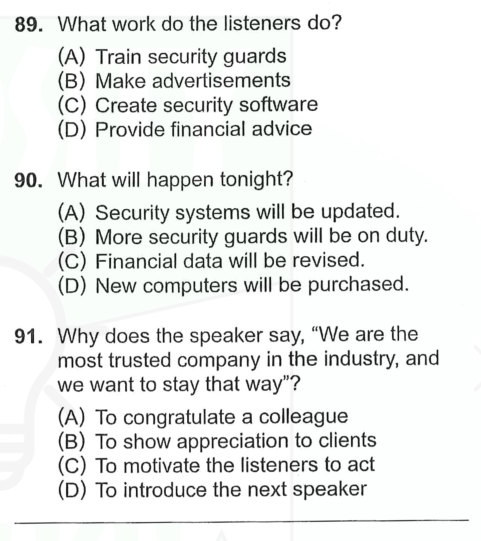 89. What work do the listeners do?
(A) Train security guards
(B) Make advertisements
(C) Create security software
(D) Provide financial advice
90. What will happen tonight?
(A) Security systems will be updated.
(B) More security guards will be on duty.
(C) Financial data will be revised.
(D) New computers will be purchased.
91. Why does the speaker say, “We are the
most trusted company in the industry, and
we want to stay that way”?
(A) To congratulate a colleague
(B) To show appreciation to clients
(C) To motivate the listeners to act
(D) To introduce the next speaker